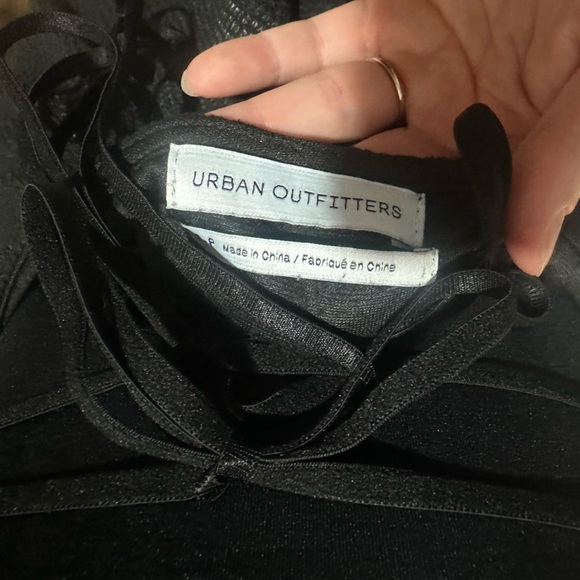 URBAN OUTFITTERS
P Made in China / Fabriqué en Chine